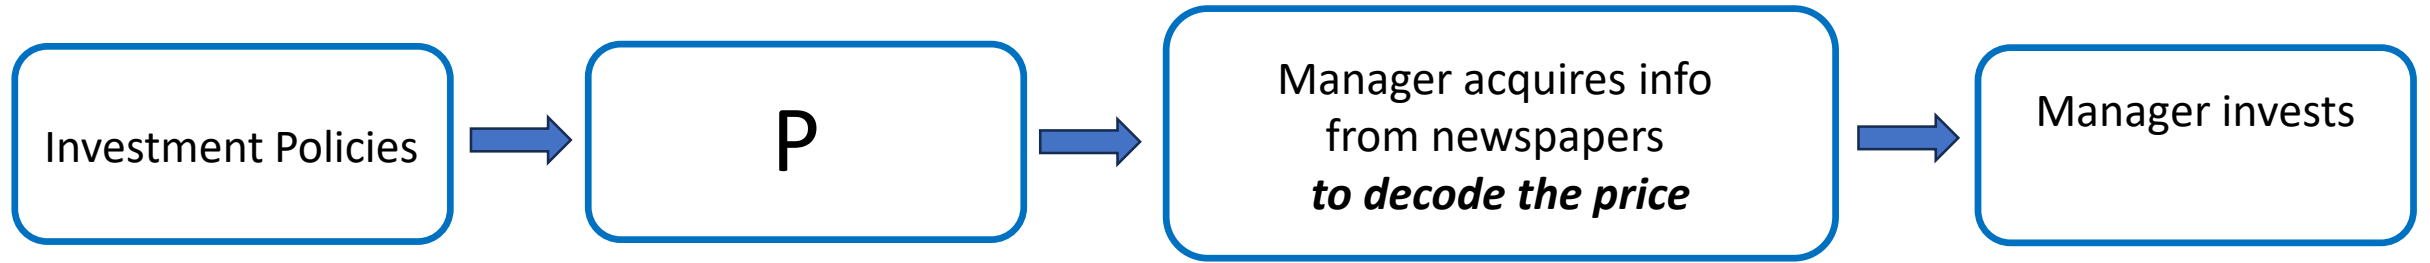 Investment Policies
P
Manager acquires info
from newspapers
to decode the price
Manager invests